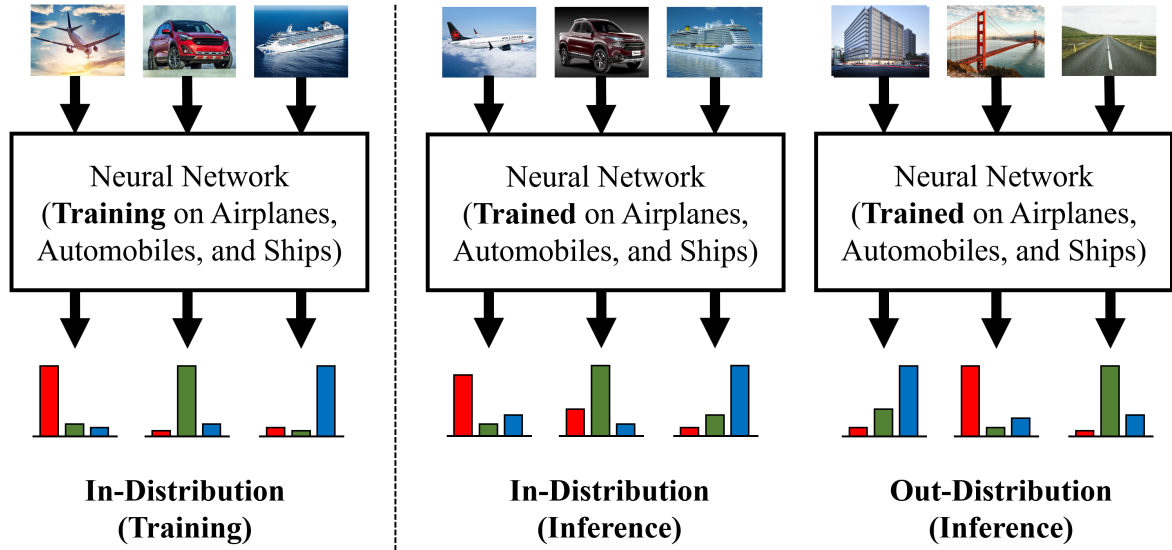 Neural Network
(Training on Airplanes,
Automobiles, and Ships)
In-Distribution
(Training)
Neural Network
(Trained on Airplanes,
Automobiles, and Ships)
In-Distribution
(Inference)
Neural Network
(Trained on Airplanes,
Automobiles, and Ships)
Out-Distribution
(Inference)